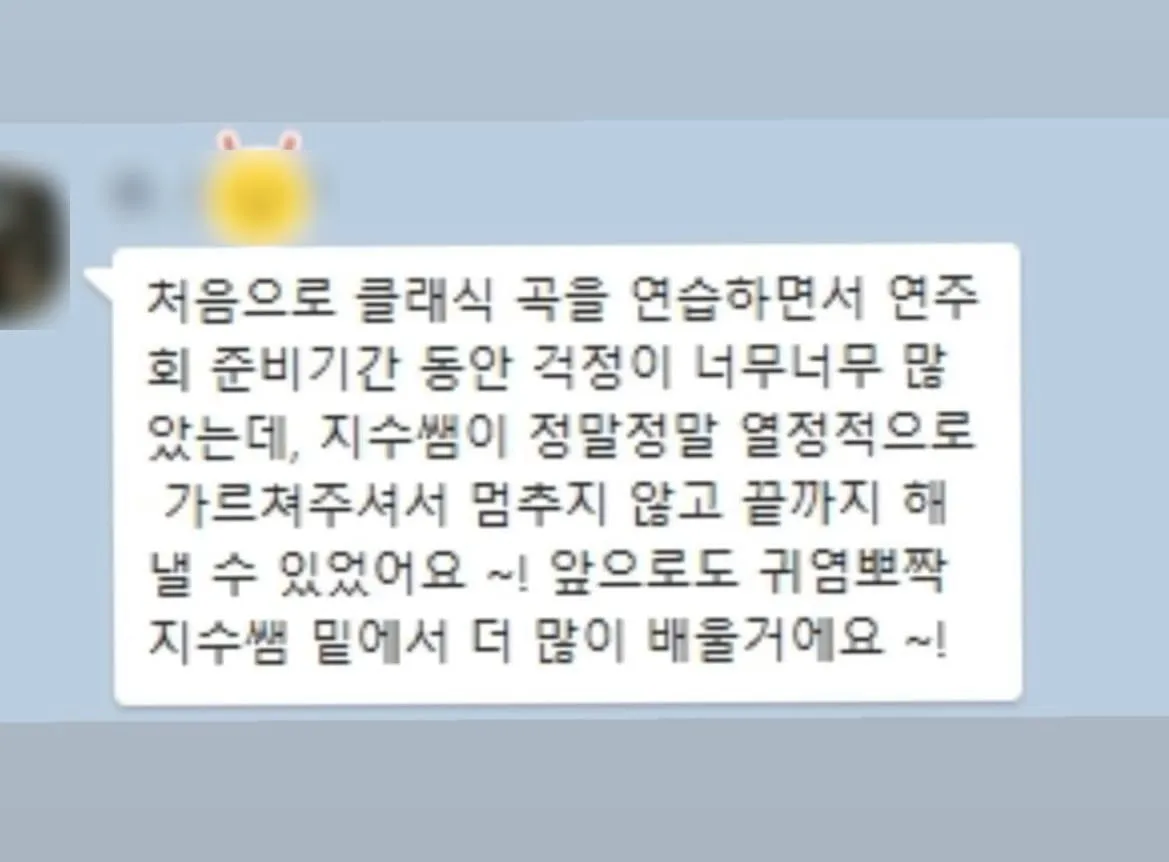 처음으로 클래식 곡을 연습하면서 연주
회 준비기간 동안 걱정이 너무너무 많
았는데, 지수쌤이 정말정말 열정적으로
가르쳐주셔서 멈추지 않고 끝까지 해
낼 수 있었어요 ~! 앞으로도 귀염뽀짝
지수쌤 밑에서 더 많이 배울거에요 ~!